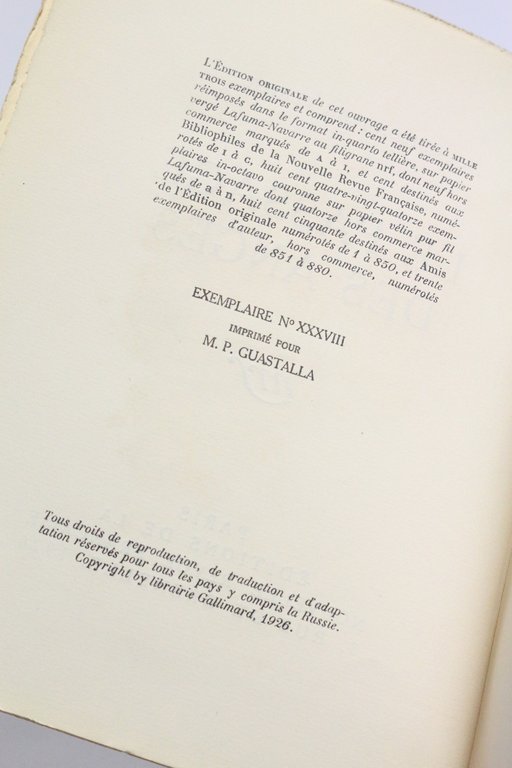 L'ÉDITION ORIGINALE de cet ouvrage a été tirée à MILLE
TROIS exemplaires et comprend : cent neuf exemplaires
réimposés dans le format in-quarto tellière, sur papier
vergé Lafuma-Navarre au filigrane nrf, dont neuf hors
commerce marqués de A à I, et cent destinés aux
Bibliophiles de la Nouvelle Revue Française, numé-
rotés de I à C, huit cent quatre-vingt-quatorze exem-
plaires in-octavo couronne sur papier vélin pur fil
Lafuma-Navarre dont quatorze hors commerce mar-
qués de a à n, huit cent cinquante destinés aux Amis
de l'Édition originale numérotés de 1 à 850, et trente
exemplaires d'auteur, hors commerce, numérotés
de 851 à 880.
EXEMPLAIRE No XXXVIII
IMPRIMÉ POUR
M. P. GUASTALLA
Tous droits de reproduction, de traduction et d'adap-
tation réservés pour tous les pays y compris la Russie.
Copyright by librairie Gallimard, 1926.